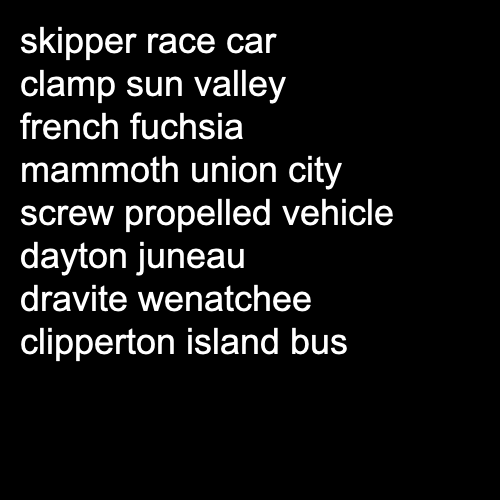 skipper race car
clamp sun valley
french fuchsia
mammoth union city
screw propelled vehicle
dayton juneau
dravite wenatchee
clipperton island bus